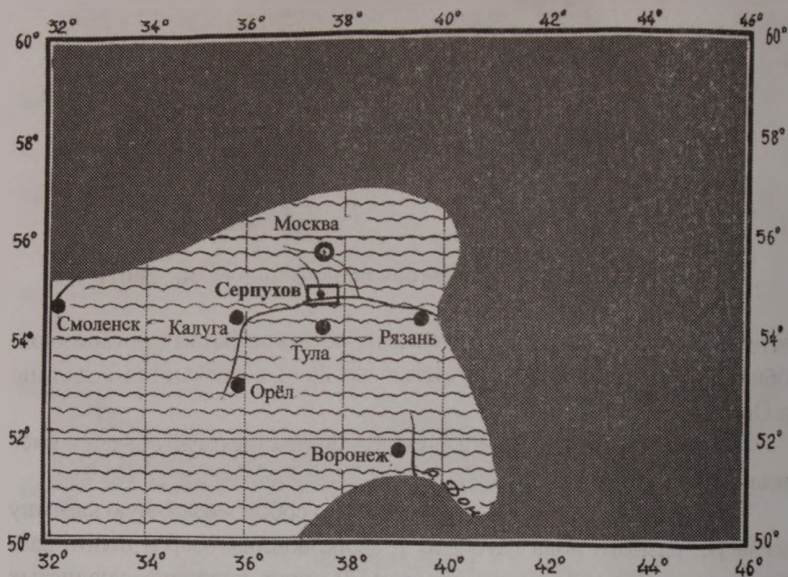 32° 34° 36° 38° 40° 42° 44° 46°
60° 60°
58° 58°
Москва
56° 56°
Серпухов
Смоленск Калуга Рязань
54° 54°
Тула
Орёл
52° 52°
Воронеж
р. Дон
50° 50°
32° 34° 36° 38° 40° 42° 44° 46°